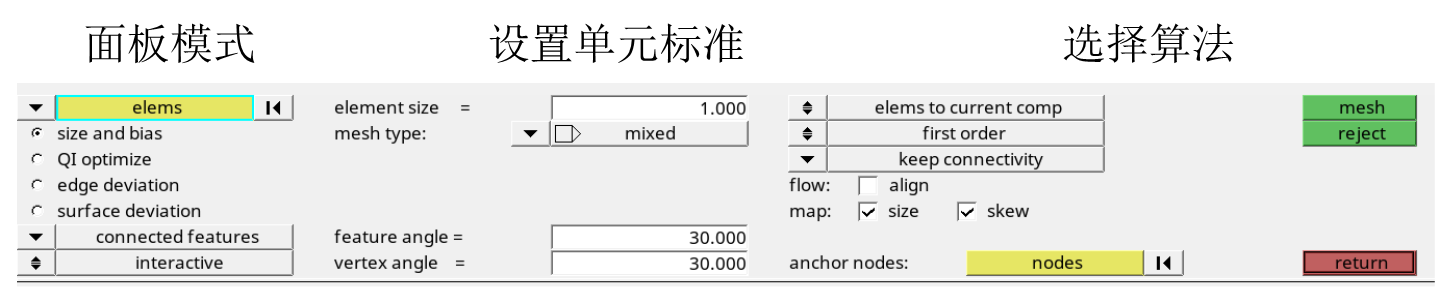 面板模式 设置单元标准 选择算法
elems element size = 1.000 elems to current comp mesh
size and bias mesh type: mixed first order reject
QI optimize keep connectivity
edge deviation flow: align
surface deviation map: size skew
connected features feature angle = 30.000
interactive vertex angle = 30.000 anchor nodes: nodes return